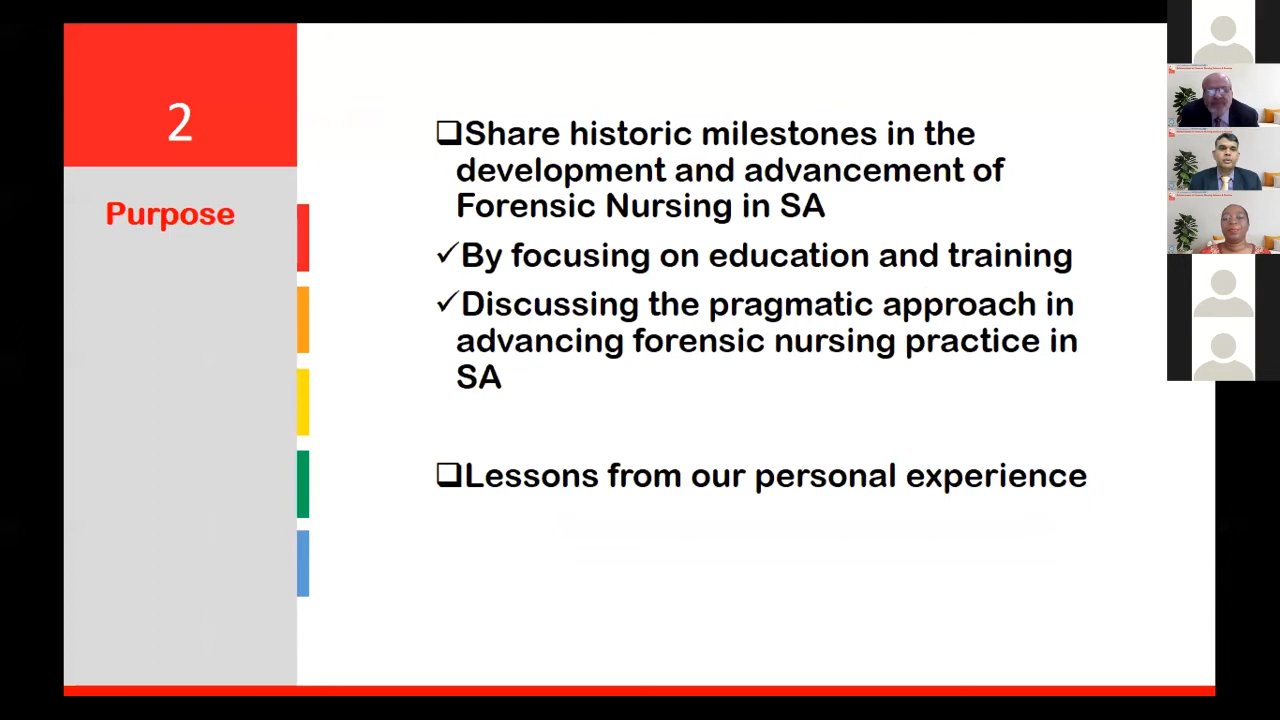 2
Purpose
Share historic milestones in the
development and advancement of
Forensic Nursing in SA
By focusing on education and training
Discussing the pragmatic approach in
advancing forensic nursing practice in
SA
Lessons from our personal experience